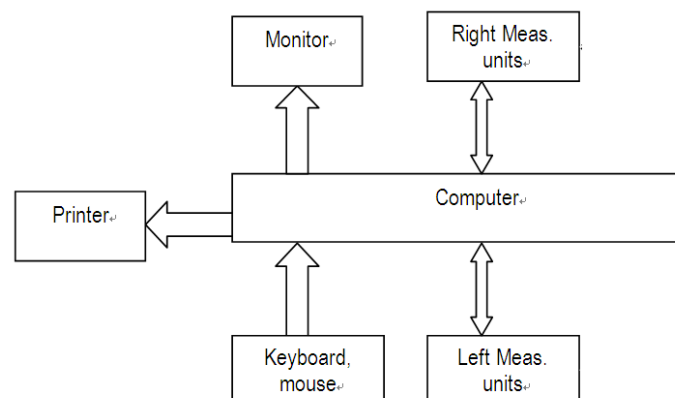 Monitor
Right Meas.
units
Computer
Printer
Keyboard,
mouse
Left Meas.
units